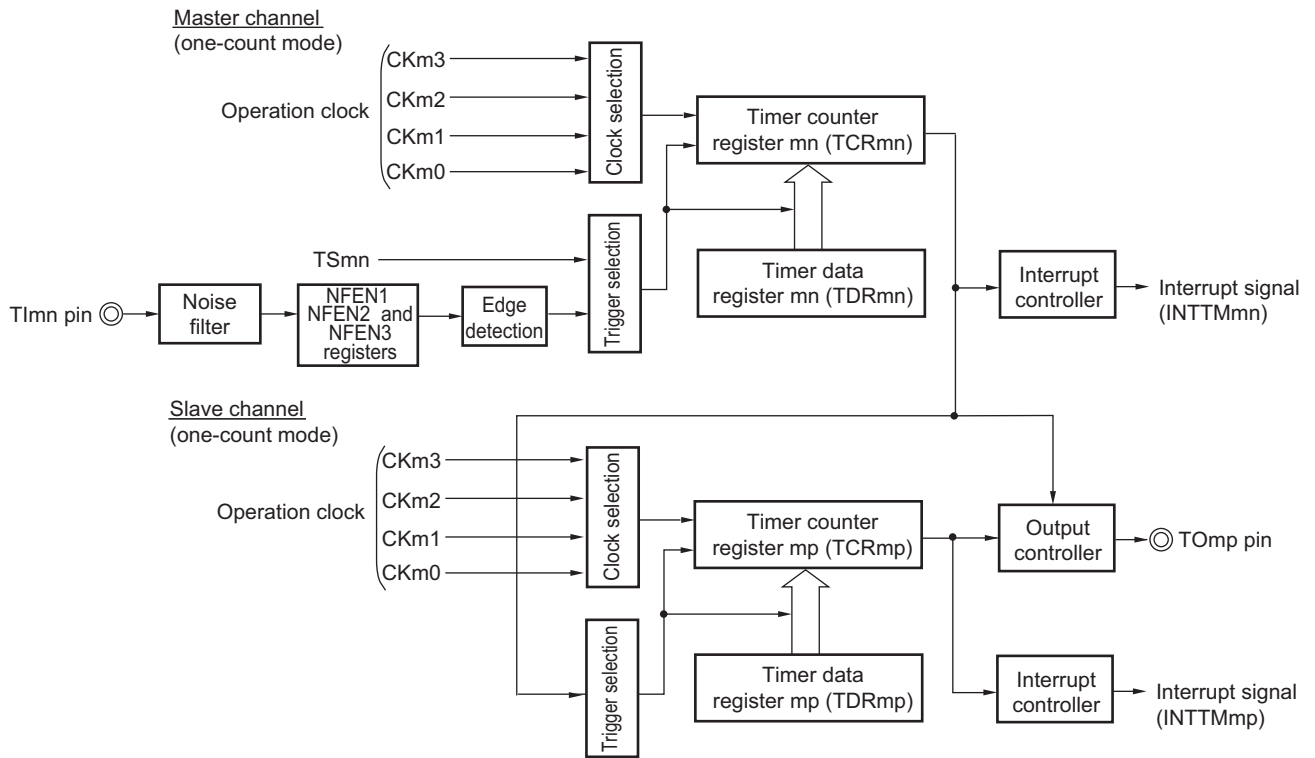 Master channel
(one-count mode)
CKm3
CKm2
Operation clock
CKm1
CKm0
Clock selection
Timer counter
register mn (TCRmn)
TSmn
Trigger selection
Timer data
register mn (TDRmn)
TImn pin
Noise
filter
NFEN1
NFEN2 and
NFEN3
registers
Edge
detection
Interrupt
controller
Interrupt signal
(INTTMmn)
Slave channel
(one-count mode)
CKm3
CKm2
Operation clock
CKm1
CKm0
Clock selection
Timer counter
register mp (TCRmp)
Output
controller
TOmp pin
Trigger selection
Timer data
register mp (TDRmp)
Interrupt
controller
Interrupt signal
(INTTMmp)